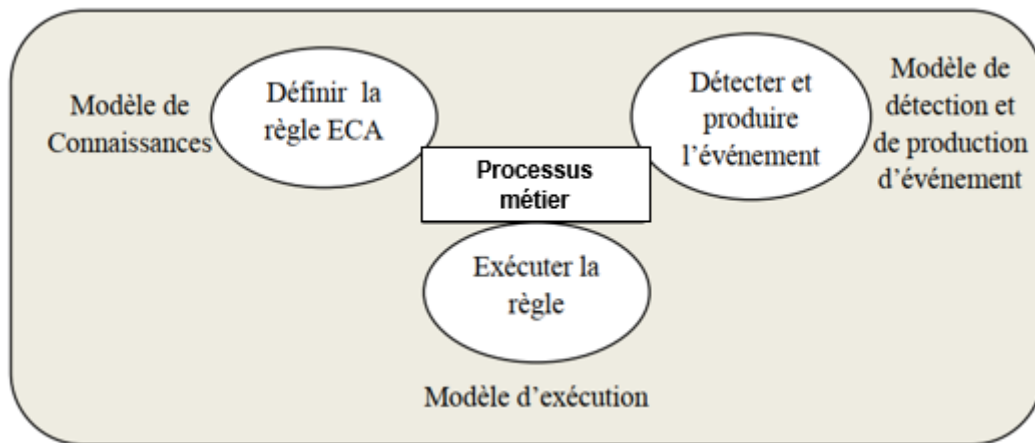 Modèle de
Connaissances
Définir la
règle ECA
Détecter et
produire
l’événement
Modèle de
détection et
de production
d’événement
Processus
métier
Exécuter la
règle
Modèle d’exécution